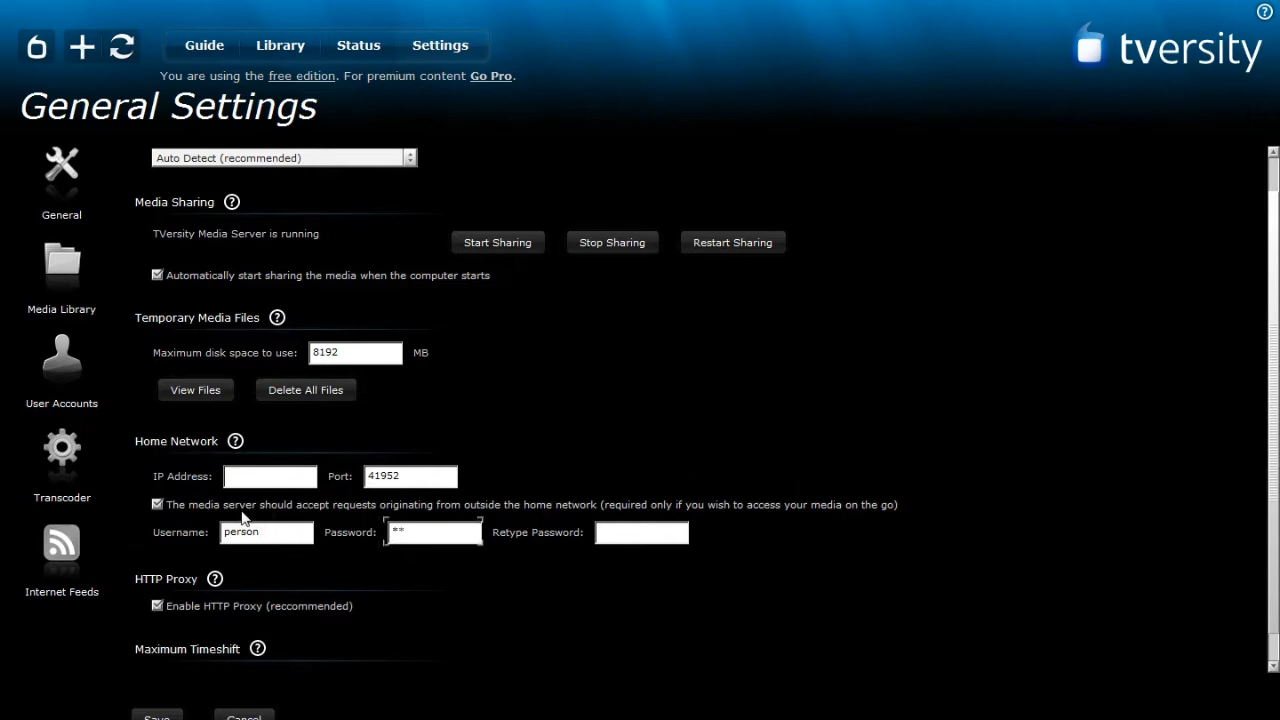 Guide Library Status Settings
tversity
You are using the free edition. For premium content Go Pro.
General Settings
Auto Detect (recommended)
General
Media Sharing ?
TVersity Media Server is running
Start Sharing Stop Sharing Restart Sharing
Automatically start sharing the media when the computer starts
Media Library
Temporary Media Files ?
Maximum disk space to use: 8192 MB
View Files Delete All Files
User Accounts
Home Network ?
IP Address: Port: 41952
Transcoder
The media server should accept requests originating from outside the home network (required only if you wish to access your media on the go)
Username: person Password: ** Retype Password:
HTTP Proxy ?
Internet Feeds
Enable HTTP Proxy (reccommended)
Maximum Timeshift ?
Save Cancel